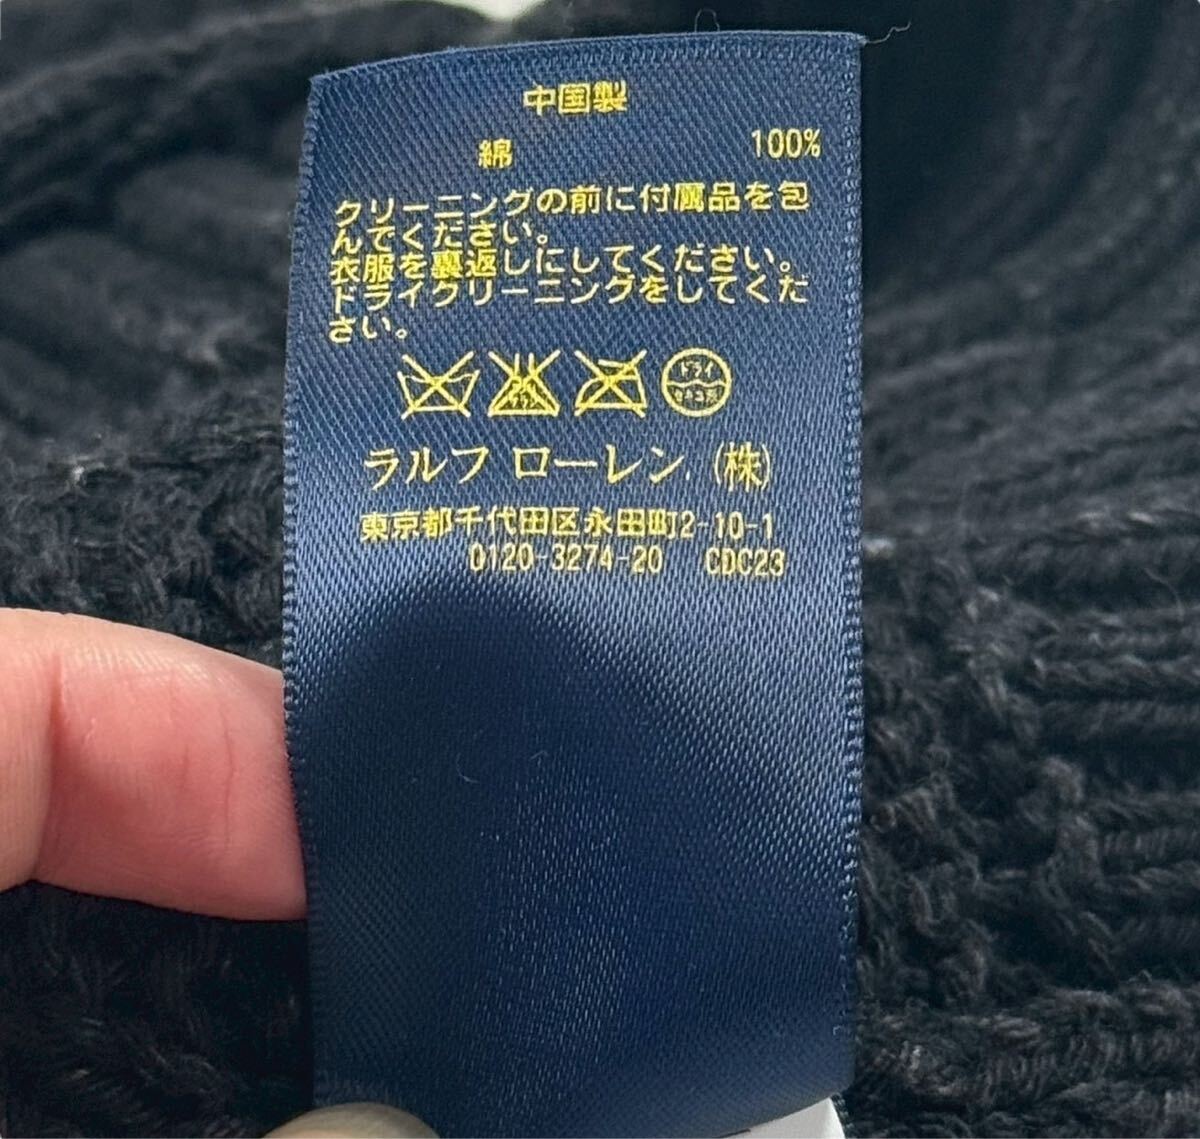 中国製
綿 100%
クリーニングの前に付属品を包
んでください。
衣服を裏返しにしてください。
ドライクリーニングをしてくだ
さい。
ドライ
ラルフ ローレン (株)
東京都千代田区永田町2-10-1
0120-3274-20 CDC23